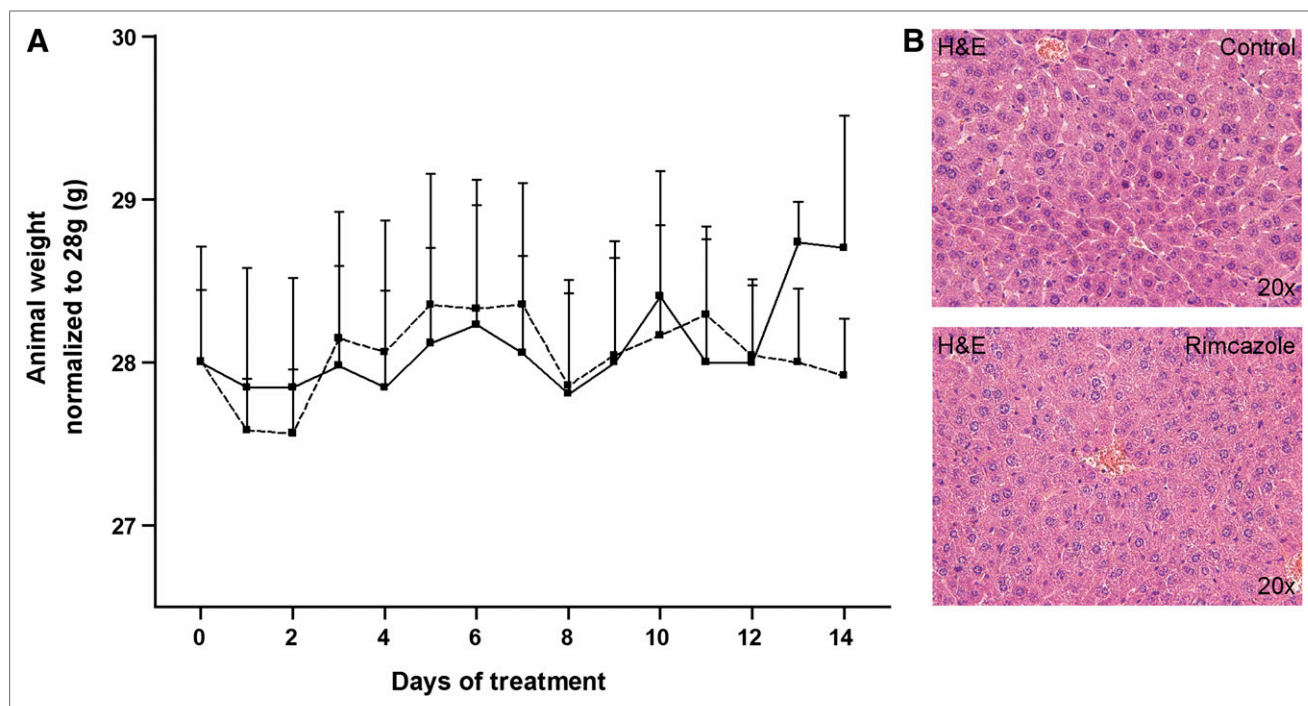 A
30
29
28
27
Animal weight
normalized to 28g (g)
0 2 4 6 8 10 12 14
Days of treatment
B
H&E Control
20x
H&E Rimcazole
20x